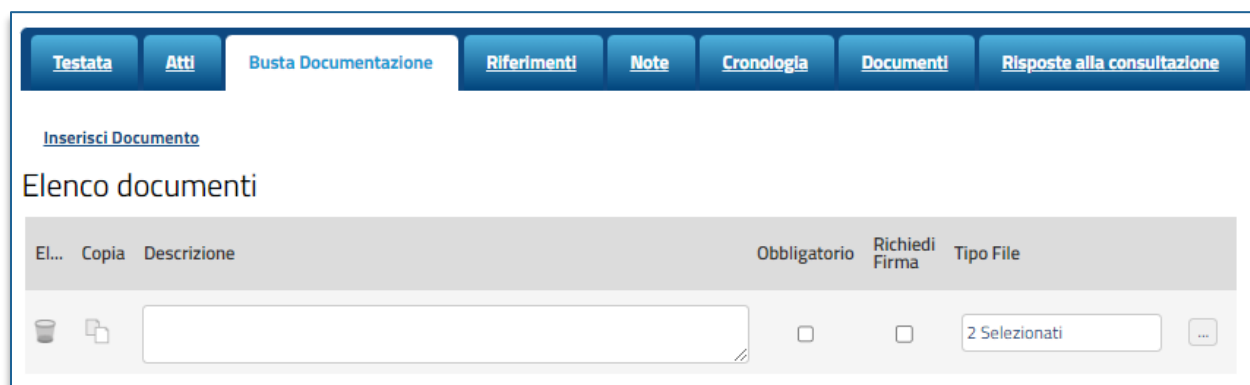 Testata Atti Busta Documentazione Riferimenti Note Cronologia Documenti Risposte alla consultazione
Inserisci Documento
Elenco documenti
El... Copia Descrizione Obbligatorio Richiedi Firma Tipo File
2 Selezionati ...